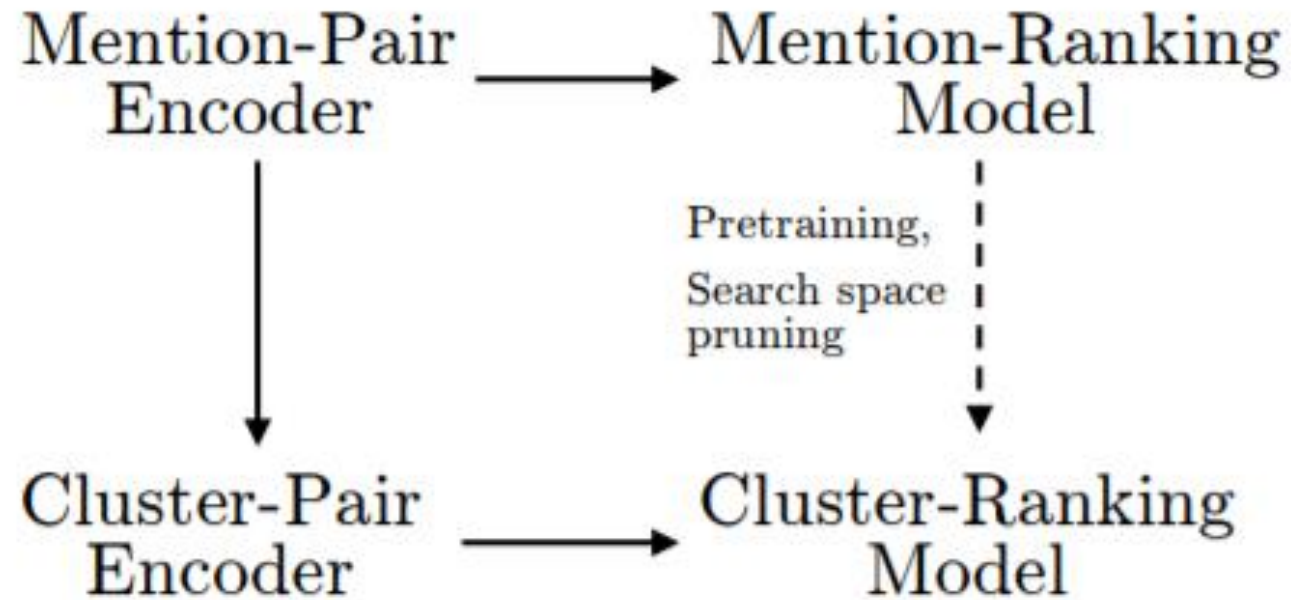 Mention-Pair
Encoder
Mention-Ranking
Model
Pretraining,
Search space
pruning
Cluster-Pair
Encoder
Cluster-Ranking
Model